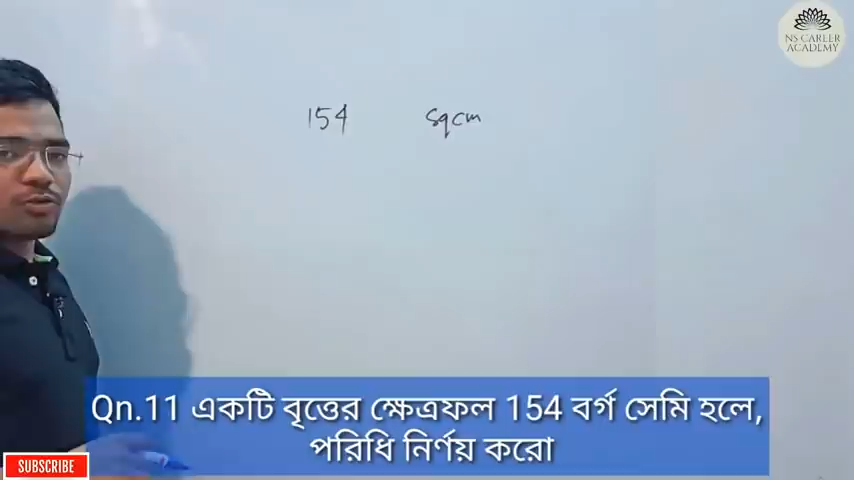 NS CAREER
ACADEMY
154 sqcm
Qn.11 একটি বৃত্তের ক্ষেত্রফল 154 বর্গ সেমি হলে,
পরিধি নির্ণয় করো
SUBSCRIBE